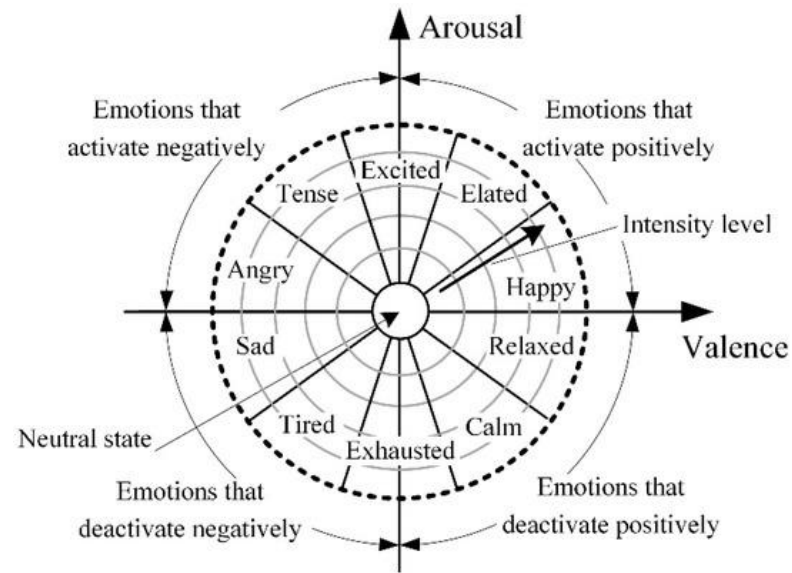 Arousal
Emotions that
activate negatively
Emotions that
activate positively
Excited
Tense
Elated
Intensity level
Angry
Happy
Sad
Relaxed
Valence
Tired
Calm
Neutral state
Exhausted
Emotions that
deactivate negatively
Emotions that
deactivate positively